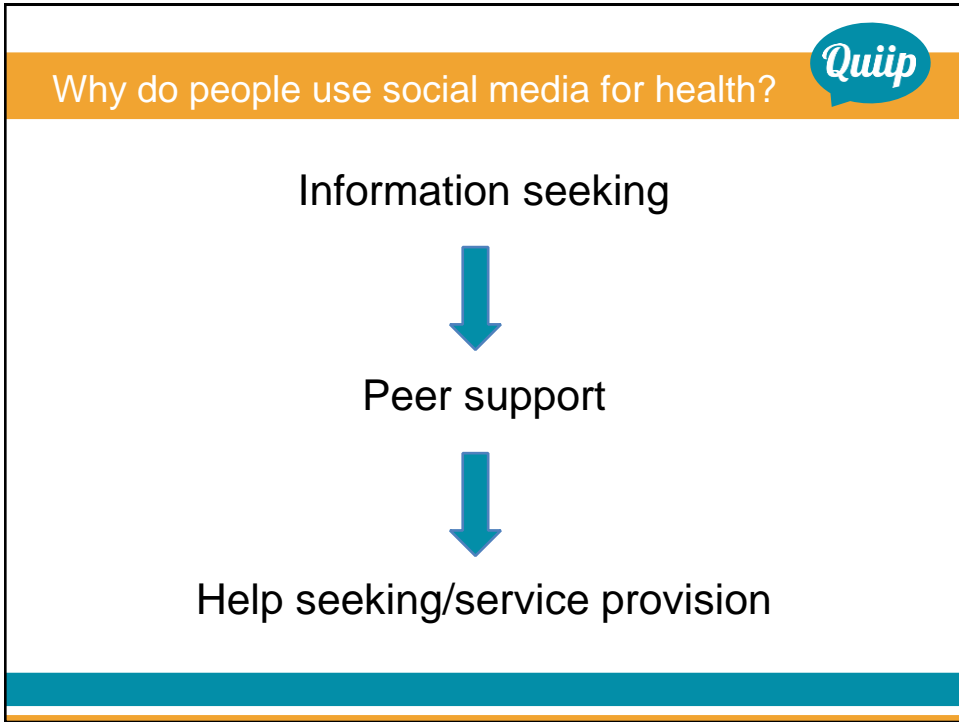 Quiip
Why do people use social media for health?
Information seeking
Peer support
Help seeking/service provision